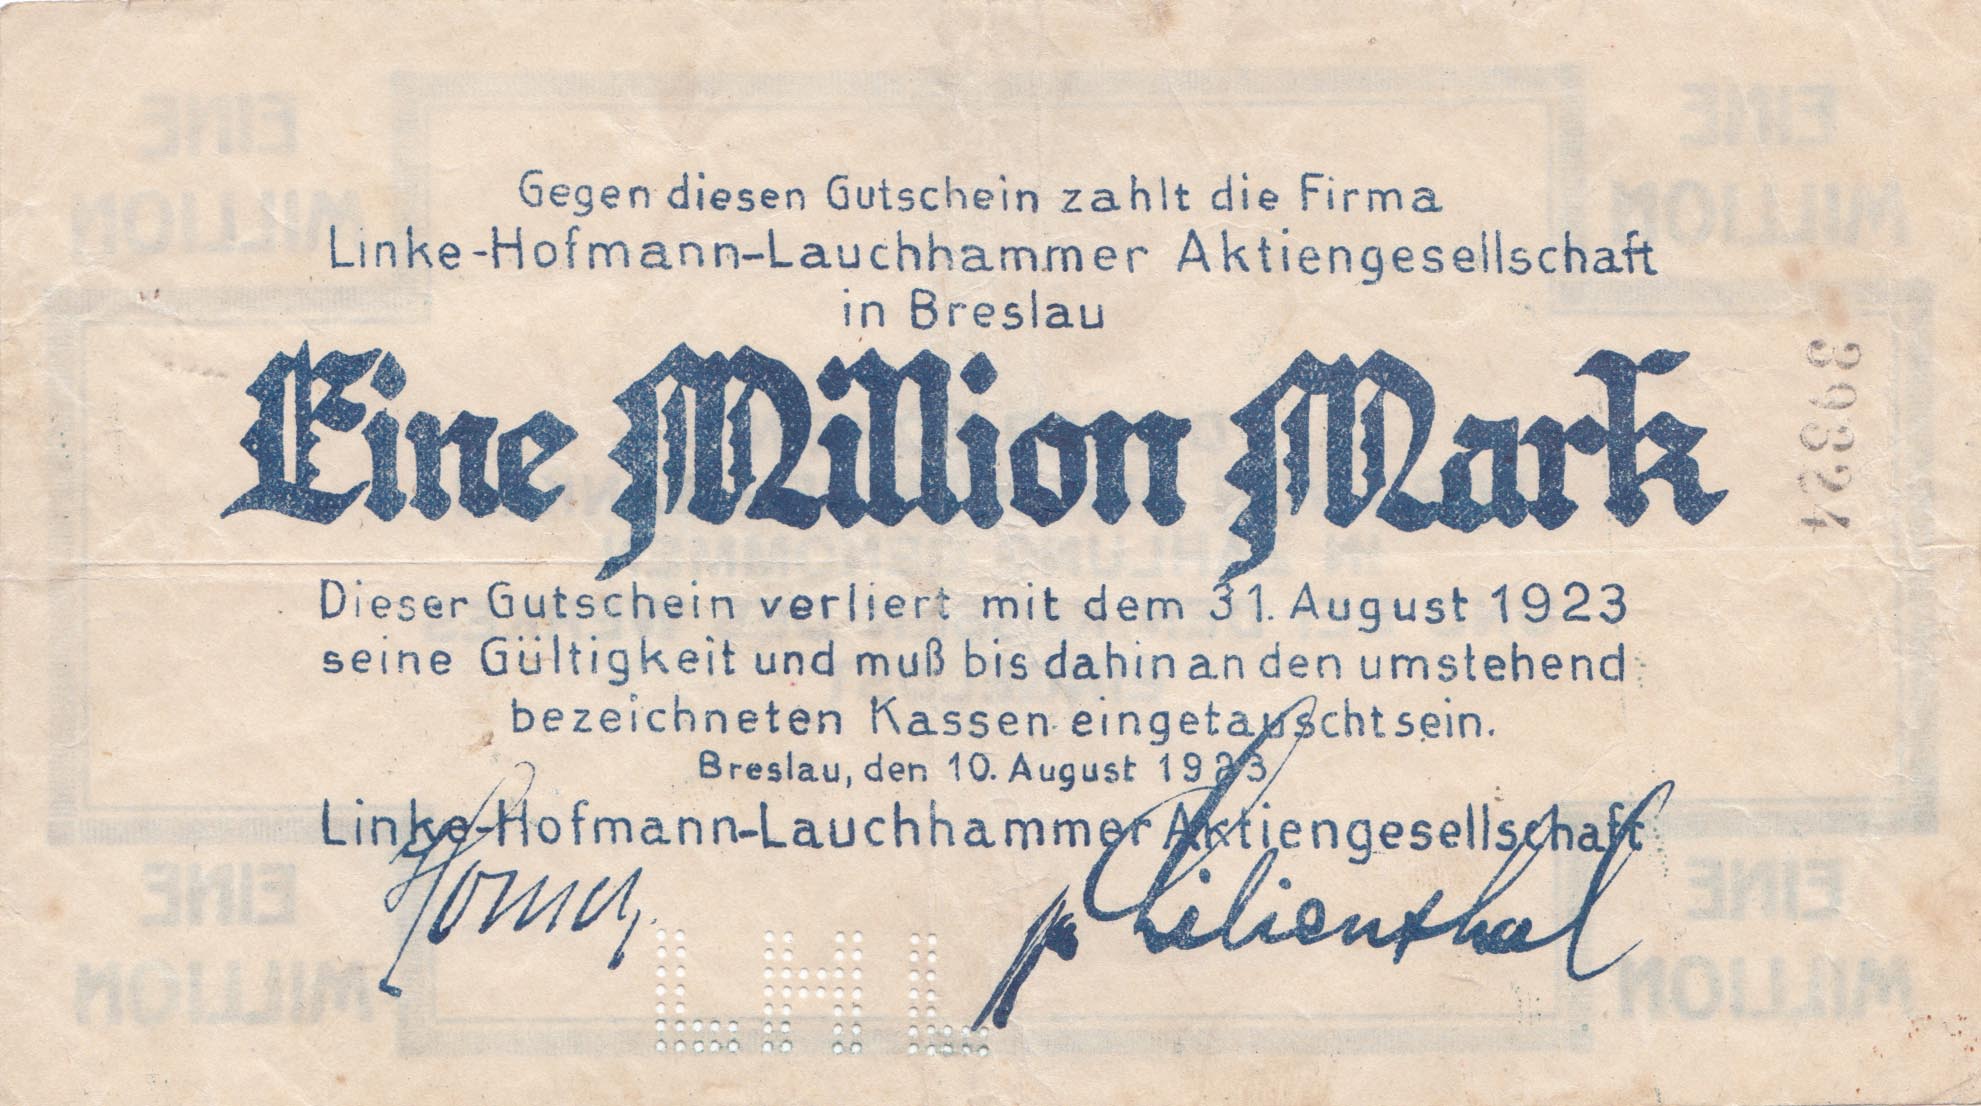 Gegen diesen Gutschein zahlt die Firma
Linke-Hofmann-Lauchhammer Aktiengesellschaft
in Breslau
Eine Million Mark
39824
Dieser Gutschein verliert mit dem 31. August 1923
seine Gültigkeit und muß bis dahin an den umstehend
bezeichneten Kassen eingetauscht sein.
Breslau, den 10. August 1923
Linke-Hofmann-Lauchhammer Aktiengesellschaft
Lilienthal
LHL